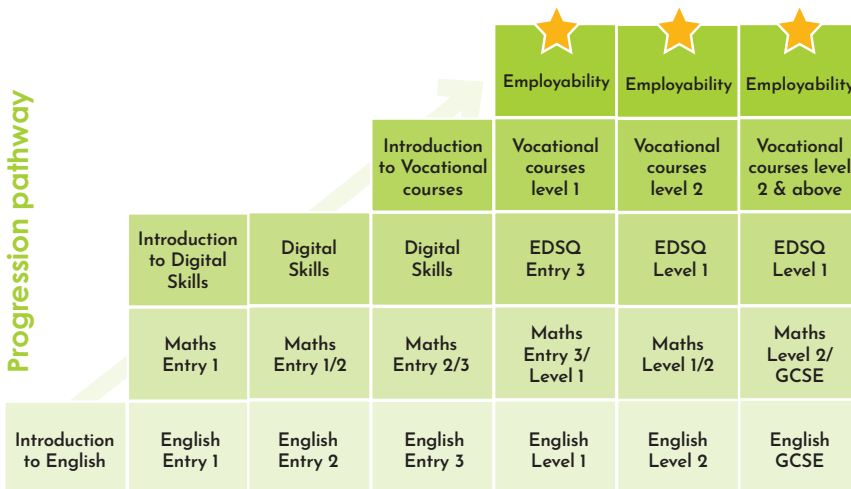 Progression pathway
Employability
Employability
Employability
Introduction
to Vocational
courses
Vocational
courses
level 1
Vocational
courses
level 2
Vocational
courses level
2 & above
Introduction
to Digital
Skills
Digital
Skills
Digital
Skills
EDSQ
Entry 3
EDSQ
Level 1
EDSQ
Level 1
Maths
Entry 1
Maths
Entry 1/2
Maths
Entry 2/3
Maths
Entry 3/
Level 1
Maths
Level 1/2
Maths
Level 2/
GCSE
Introduction
to English
English
Entry 1
English
Entry 2
English
Entry 3
English
Level 1
English
Level 2
English
GCSE